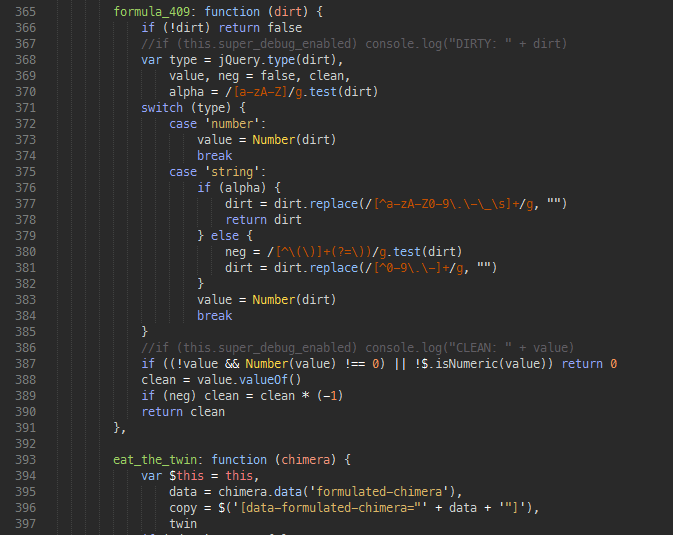 365 formula_409: function (dirt) {
366 if (!dirt) return false
367 //if (this.super_debug_enabled) console.log("DIRTY: " + dirt)
368 var type = jQuery.type(dirt),
369 value, neg = false, clean,
370 alpha = /[a-zA-Z]/g.test(dirt)
371 switch (type) {
372 case 'number':
373 value = Number(dirt)
374 break
375 case 'string':
376 if (alpha) {
377 dirt = dirt.replace(/[^a-zA-Z0-9\.\-\_\s]+/g, "")
378 return dirt
379 } else {
380 neg = /[^\(\)]+(?=\))/g.test(dirt)
381 dirt = dirt.replace(/[^0-9\.\-]+/g, "")
382 }
383 value = Number(dirt)
384 break
385 }
386 //if (this.super_debug_enabled) console.log("CLEAN: " + value)
387 if ((!value && Number(value) !== 0) || !$.isNumeric(value)) return 0
388 clean = value.valueOf()
389 if (neg) clean = clean * (-1)
390 return clean
391 },
392
393 eat_the_twin: function (chimera) {
394 var $this = this,
395 data = chimera.data('formulated-chimera'),
396 copy = $('[data-formulated-chimera="' + data + '"]'),
397 twin